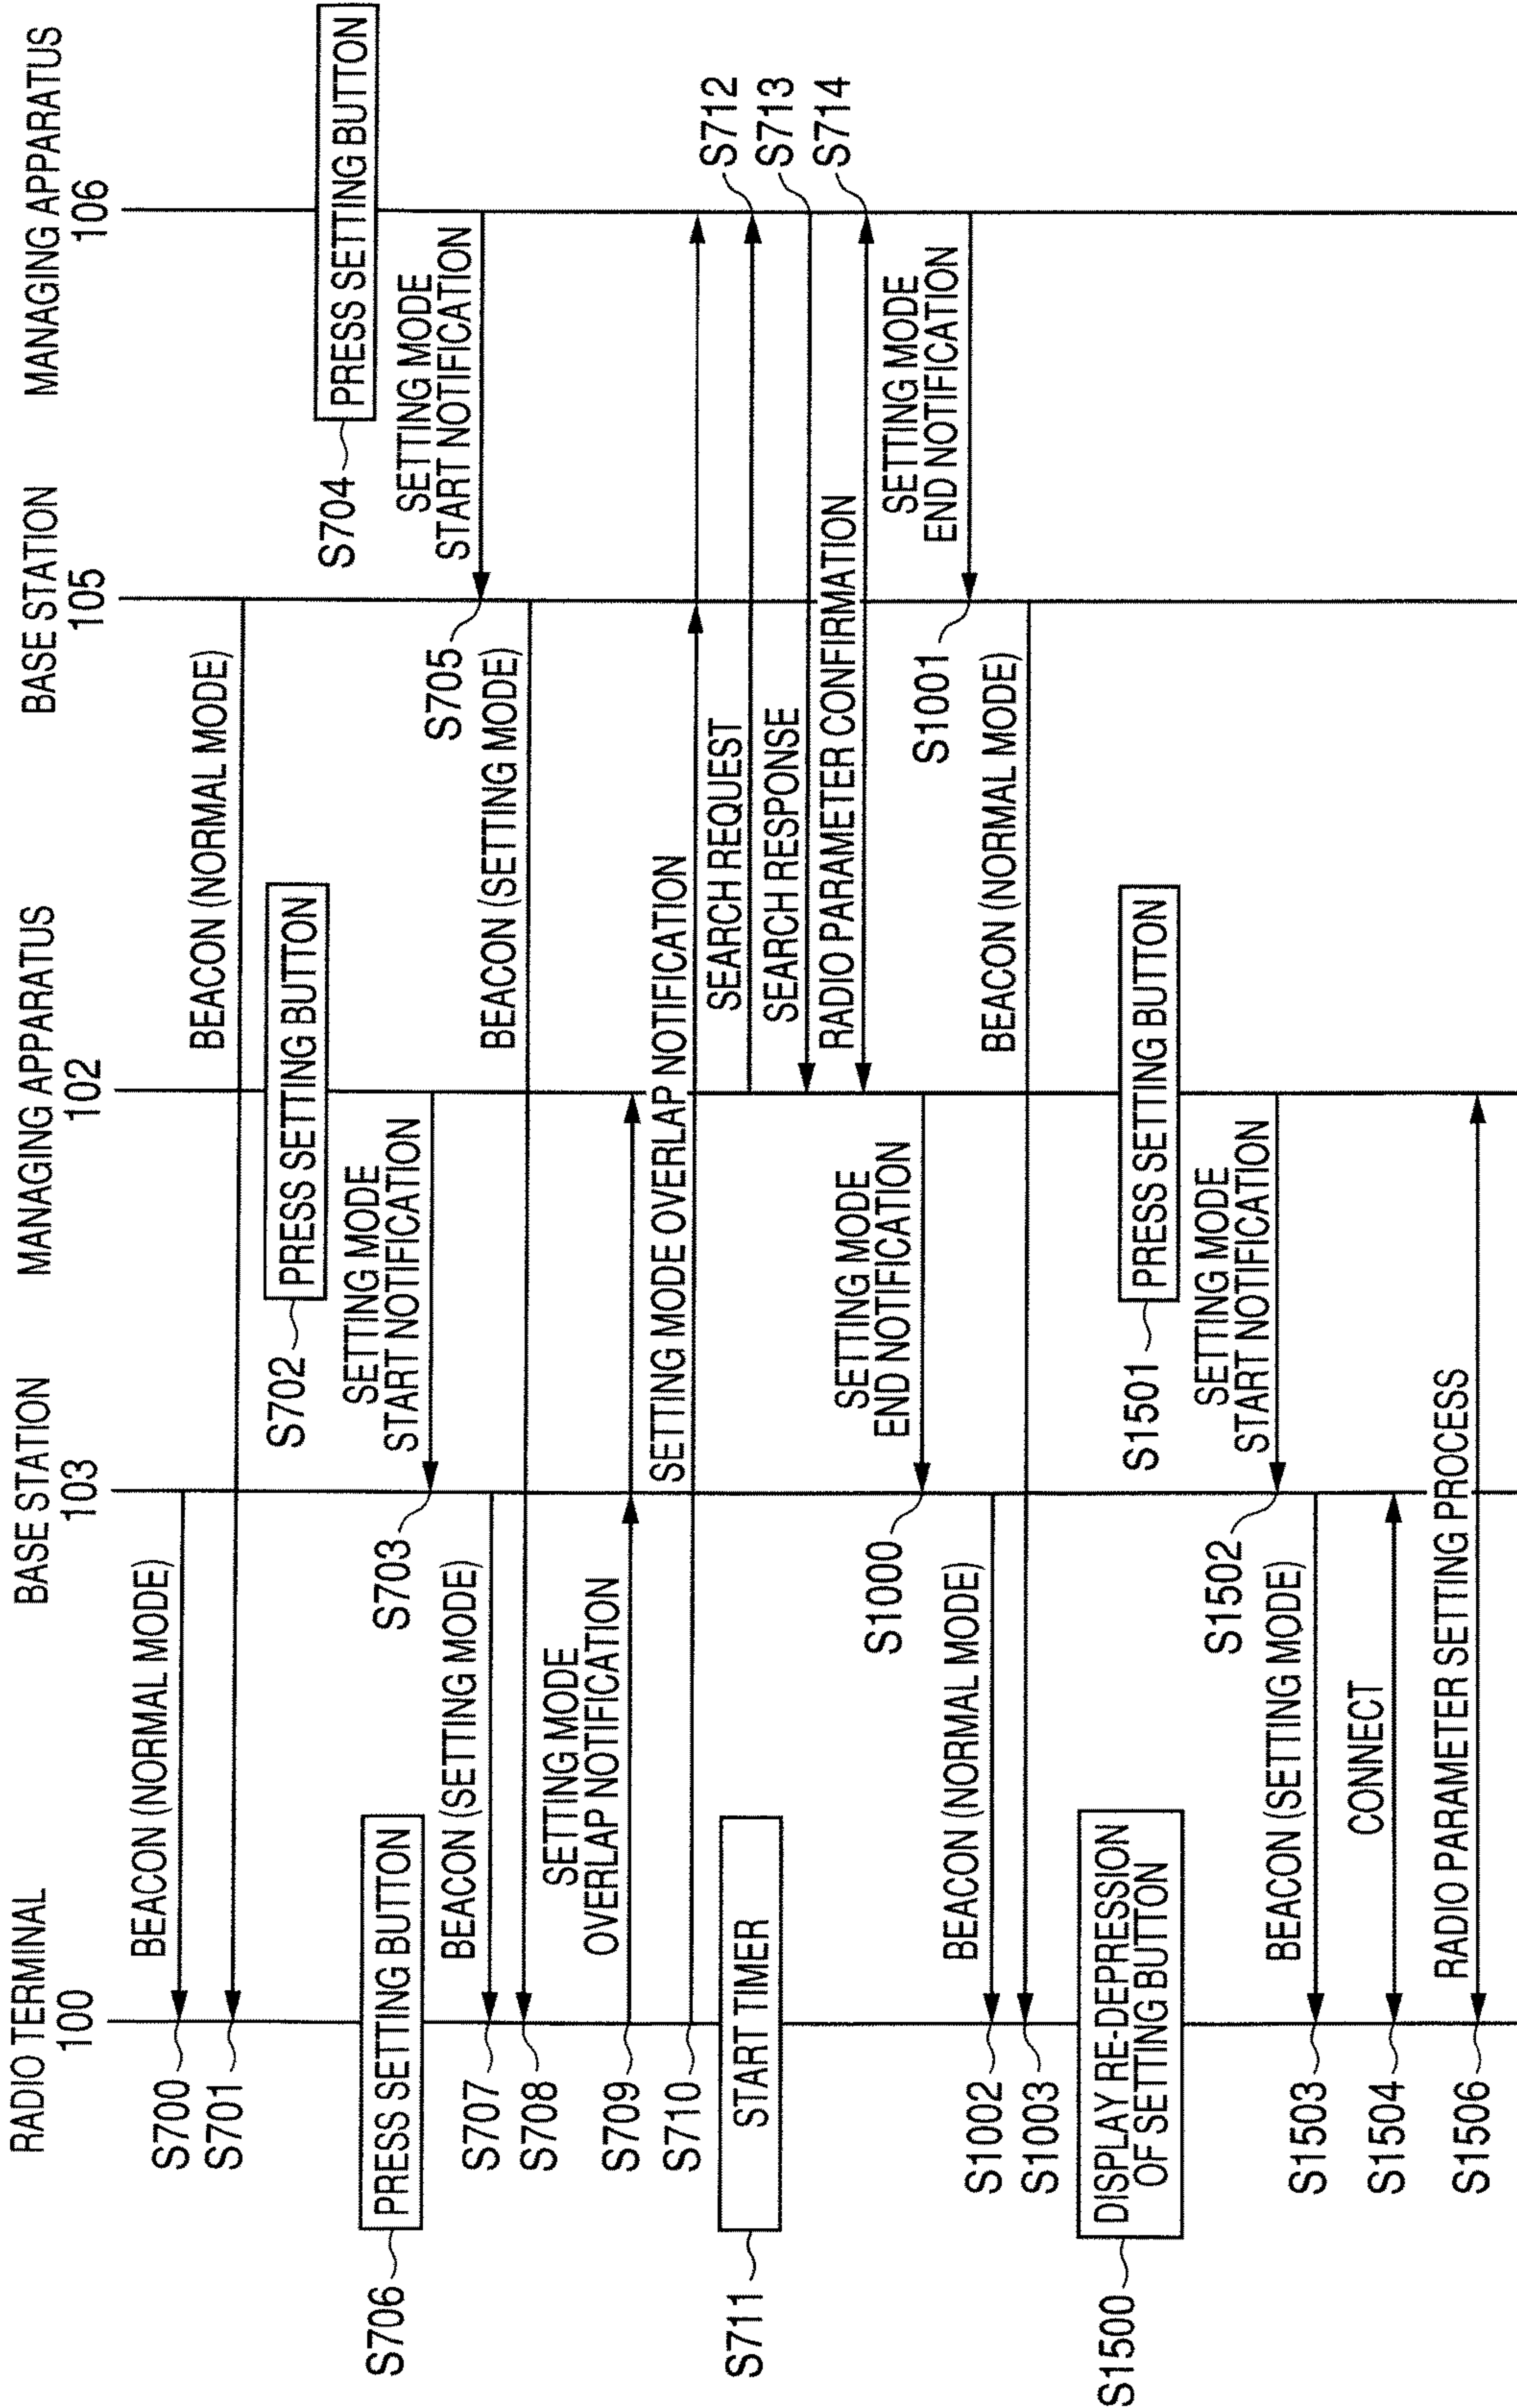 RADIO TERMINAL
100
BASE STATION
103
MANAGING APPARATUS
102
BASE STATION
105
MANAGING APPARATUS
106
S700
BEACON (NORMAL MODE)
S701
BEACON (NORMAL MODE)
S702
PRESS SETTING BUTTON
S704
PRESS SETTING BUTTON
S706
PRESS SETTING BUTTON
S703
SETTING MODE
START NOTIFICATION
S705
SETTING MODE
START NOTIFICATION
S707
BEACON (SETTING MODE)
S708
BEACON (SETTING MODE)
S709
SETTING MODE
OVERLAP NOTIFICATION
S710
SETTING MODE OVERLAP NOTIFICATION
S711
START TIMER
SEARCH REQUEST
S712
SEARCH RESPONSE
S713
RADIO PARAMETER CONFIRMATION
S714
S1000
SETTING MODE
END NOTIFICATION
S1001
SETTING MODE
END NOTIFICATION
S1002
BEACON (NORMAL MODE)
S1003
BEACON (NORMAL MODE)
S1500
DISPLAY RE-DEPRESSION
OF SETTING BUTTON
S1501
PRESS SETTING BUTTON
S1502
SETTING MODE
START NOTIFICATION
S1503
BEACON (SETTING MODE)
S1504
CONNECT
S1506
RADIO PARAMETER SETTING PROCESS